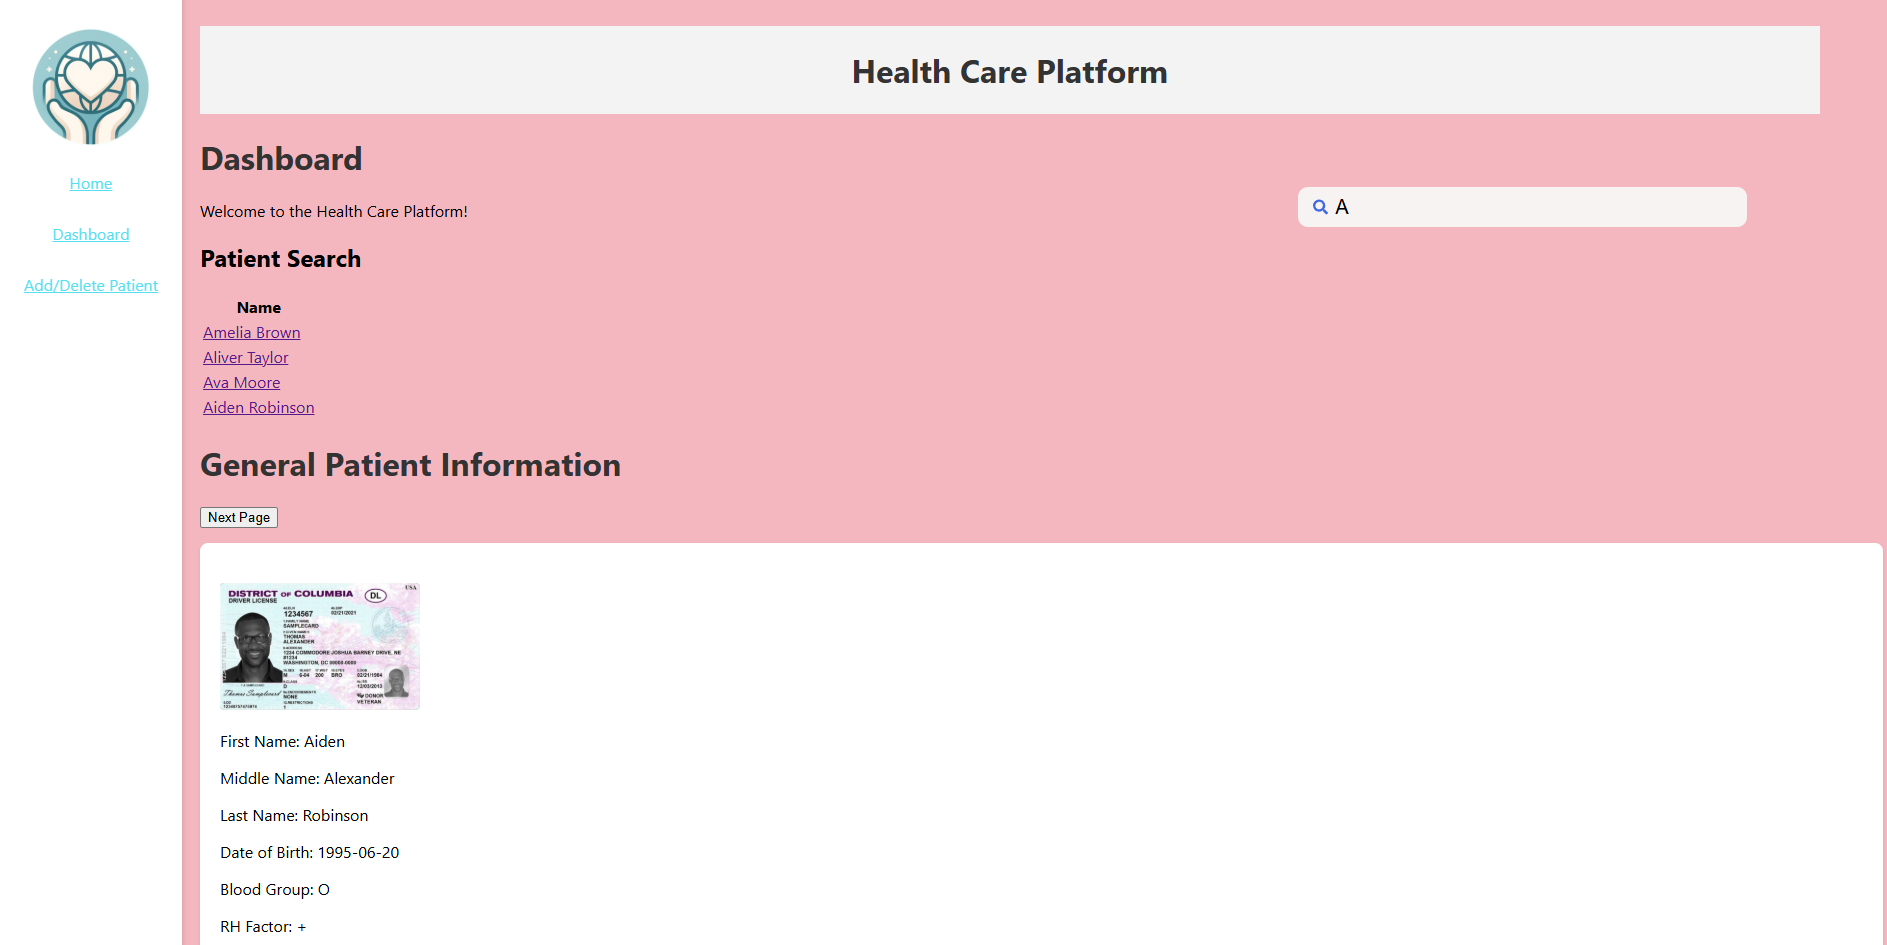 Health Care Platform
Home
Dashboard
Add/Delete Patient
Dashboard
Welcome to the Health Care Platform!
A
Patient Search
Name
Amelia Brown
Aliver Taylor
Ava Moore
Aiden Robinson
General Patient Information
Next Page
USA
DISTRICT OF COLUMBIA DL
DRIVER LICENSE
1234567 02/21/2021
SAMPLECARD
THOMAS
ALEXANDER
1234 COMMODORE JOSHUA BARNEY DRIVE, NE
#1234
WASHINGTON, DC 00000-0000
M 6-04 200 BRO 02/21/1984
D 12/03/2013
Thomas Samplecard
NONE
DONOR
VETERAN
First Name: Aiden
Middle Name: Alexander
Last Name: Robinson
Date of Birth: 1995-06-20
Blood Group: O
RH Factor: +